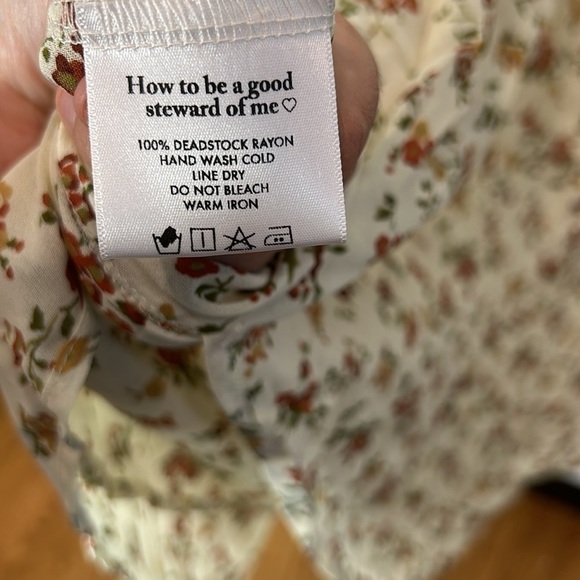 How to be a good
steward of me♡
100% DEADSTOCK RAYON
HAND WASH COLD
LINE DRY
DO NOT BLEACH
WARM IRON